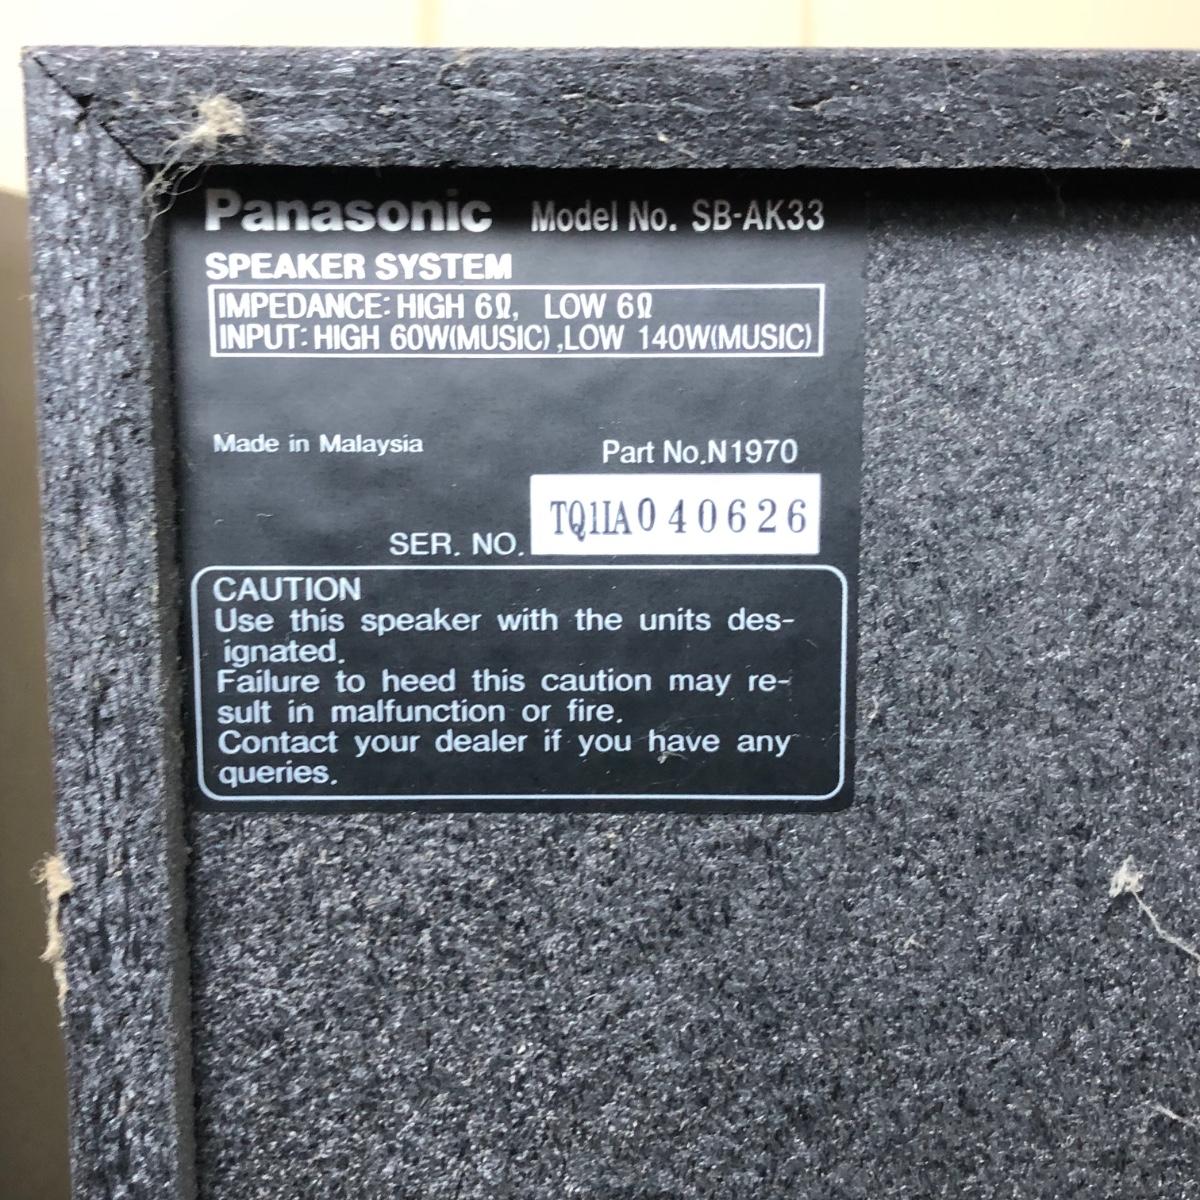 Panasonic Model No. SB-AK33
SPEAKER SYSTEM
IMPEDANCE: HIGH 6Ω, LOW 6Ω
INPUT: HIGH 60W(MUSIC) ,LOW 140W(MUSIC)
Made in Malaysia Part No.N1970
SER. NO. TQ1IA040626
CAUTION
Use this speaker with the units des-
ignated.
Failure to heed this caution may re-
sult in malfunction or fire.
Contact your dealer if you have any
queries.